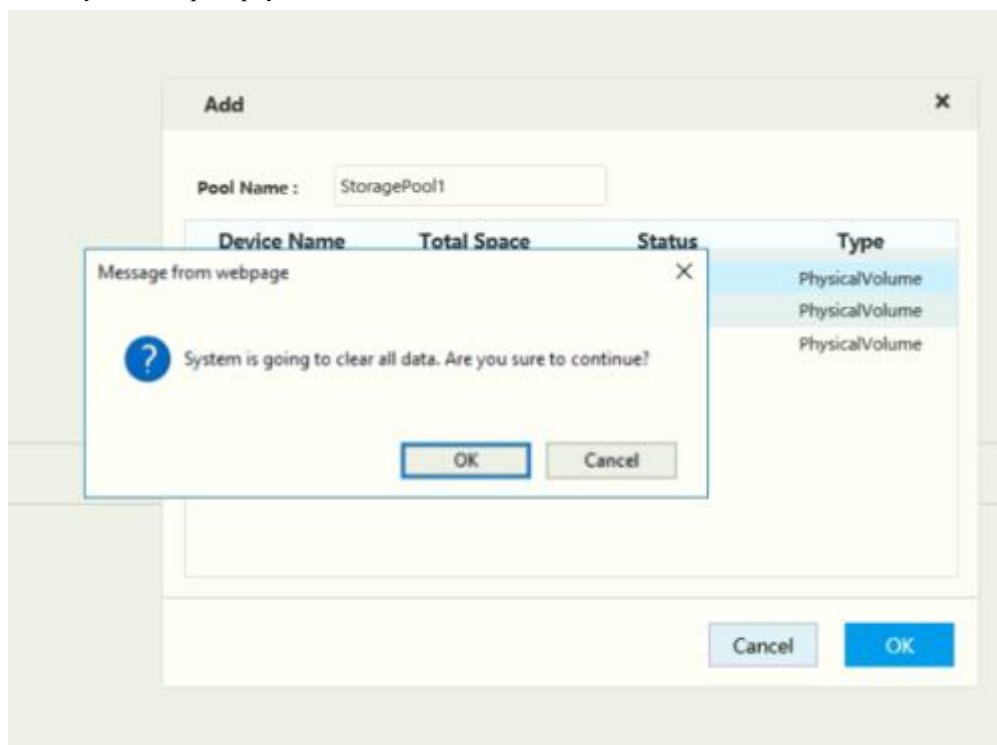 Add
Pool Name : StoragePool1
Device Name Total Space Status Type
Message from webpage
PhysicalVolume
PhysicalVolume
System is going to clear all data. Are you sure to continue?
PhysicalVolume
OK Cancel
Cancel OK